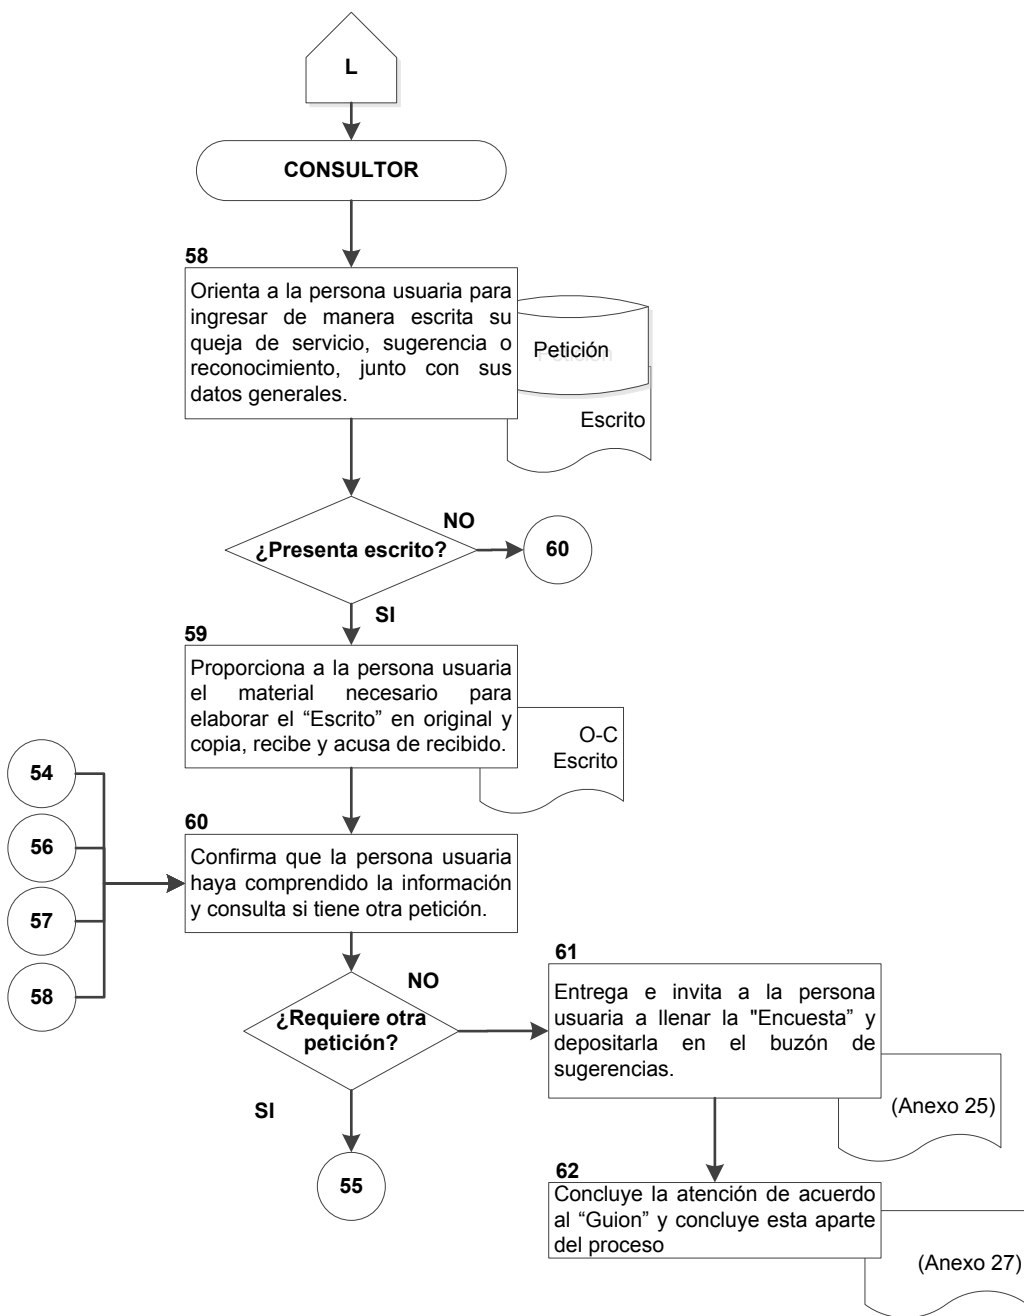 L
CONSULTOR
58
Orienta a la persona usuaria para
ingresar de manera escrita su
queja de servicio, sugerencia o
reconocimiento, junto con sus
datos generales.
Petición
Escrito
¿Presenta escrito?
NO
60
SI
59
Proporciona a la persona usuaria
el material necesario para
elaborar el “Escrito” en original y
copia, recibe y acusa de recibido.
O-C
Escrito
54
56
57
58
60
Confirma que la persona usuaria
haya comprendido la información
y consulta si tiene otra petición.
¿Requiere otra
petición?
NO
SI
55
61
Entrega e invita a la persona
usuaria a llenar la "Encuesta” y
depositarla en el buzón de
sugerencias.
(Anexo 25)
62
Concluye la atención de acuerdo
al “Guion” y concluye esta aparte
del proceso
(Anexo 27)